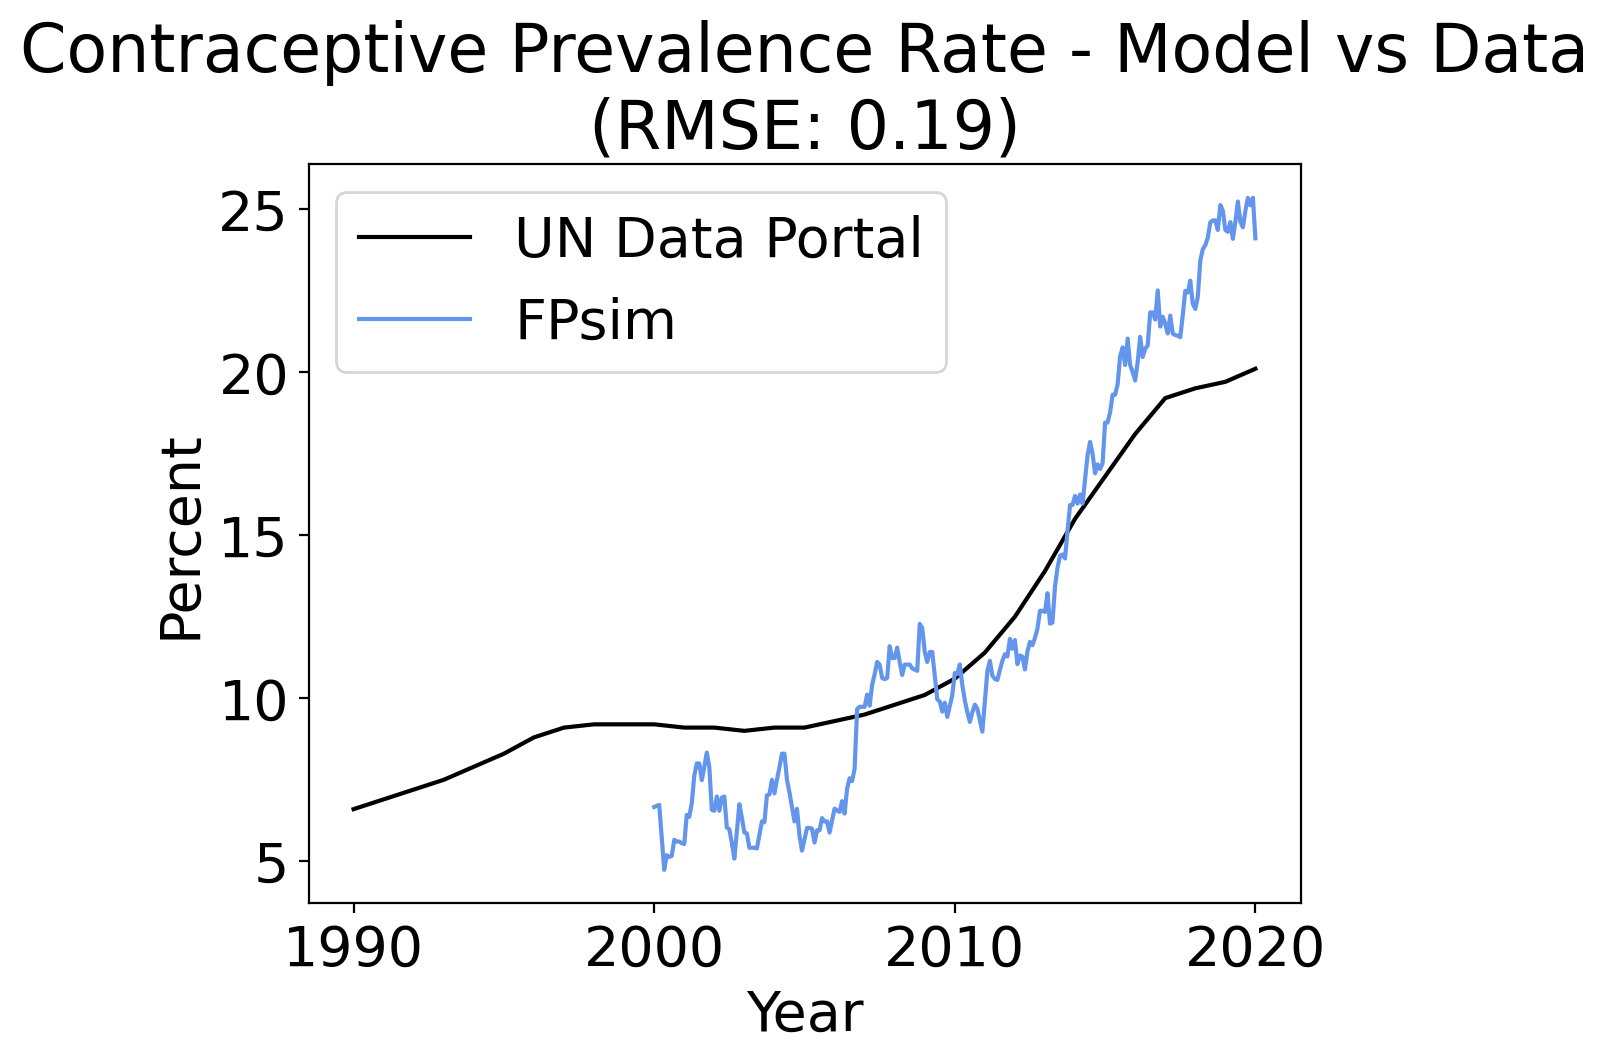 Contraceptive Prevalence Rate - Model vs Data
(RMSE: 0.19)
UN Data Portal
FPsim
Percent
25
20
15
10
5
1990 2000 2010 2020
Year